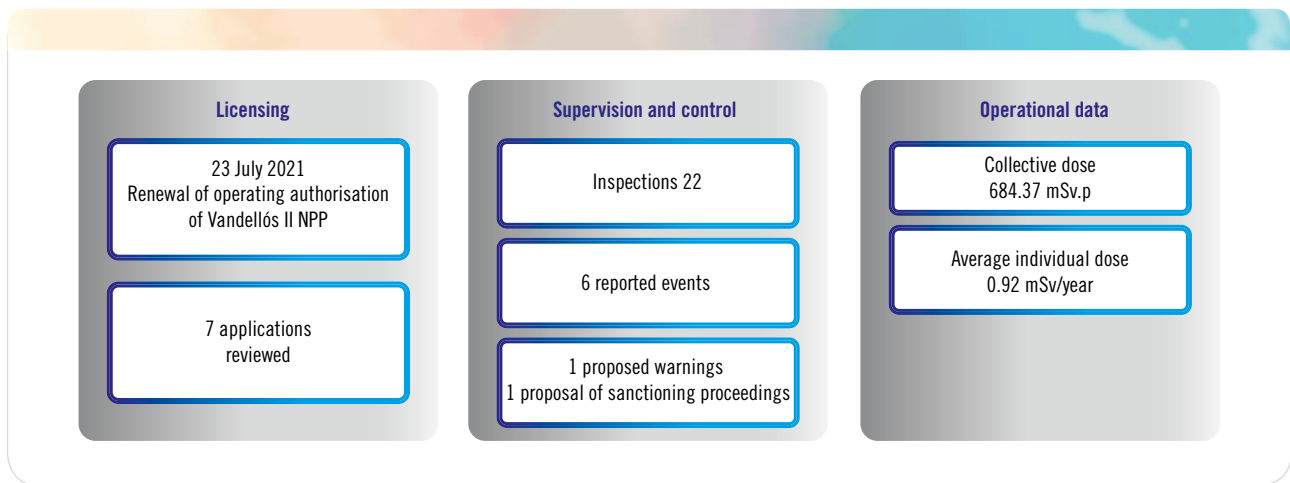 Licensing
23 July 2021
Renewal of operating authorisation
of Vandellós II NPP
7 applications
reviewed
Supervision and control
Inspections 22
6 reported events
1 proposed warnings
1 proposal of sanctioning proceedings
Operational data
Collective dose
684.37 mSv.p
Average individual dose
0.92 mSv/year